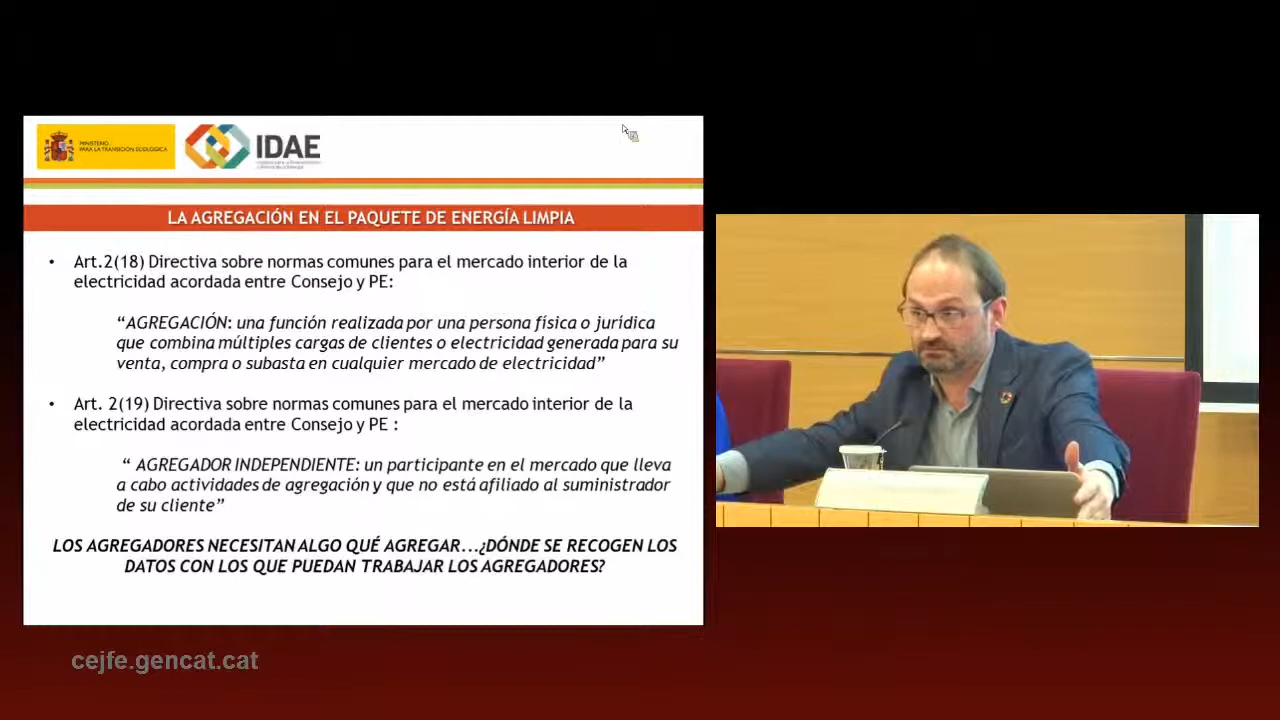 MINISTERIO
PARA LA TRANSICIÓN ECOLÓGICA
IDAE
LA AGREGACIÓN EN EL PAQUETE DE ENERGÍA LIMPIA
• Art.2(18) Directiva sobre normas comunes para el mercado interior de la
electricidad acordada entre Consejo y PE:
“AGREGACIÓN: una función realizada por una persona física o jurídica
que combina múltiples cargas de clientes o electricidad generada para su
venta, compra o subasta en cualquier mercado de electricidad”
• Art. 2(19) Directiva sobre normas comunes para el mercado interior de la
electricidad acordada entre Consejo y PE :
“ AGREGADOR INDEPENDIENTE: un participante en el mercado que lleva
a cabo actividades de agregación y que no está afiliado al suministrador
de su cliente”
LOS AGREGADORES NECESITAN ALGO QUÉ AGREGAR...¿DÓNDE SE RECOGEN LOS
DATOS CON LOS QUE PUEDAN TRABAJAR LOS AGREGADORES?
cejfe.gencat.cat